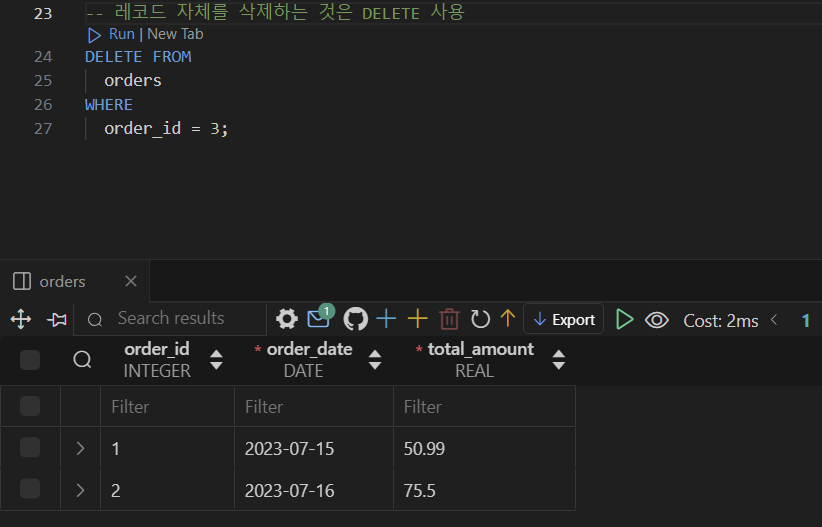 23 -- 레코드 자체를 삭제하는 것은 DELETE 사용
Run | New Tab
24 DELETE FROM
25 orders
26 WHERE
27 order_id = 3;
orders
Search results 1 Export Cost: 2ms 1
order_id * order_date * total_amount
INTEGER DATE REAL
Filter Filter Filter
1 2023-07-15 50.99
2 2023-07-16 75.5